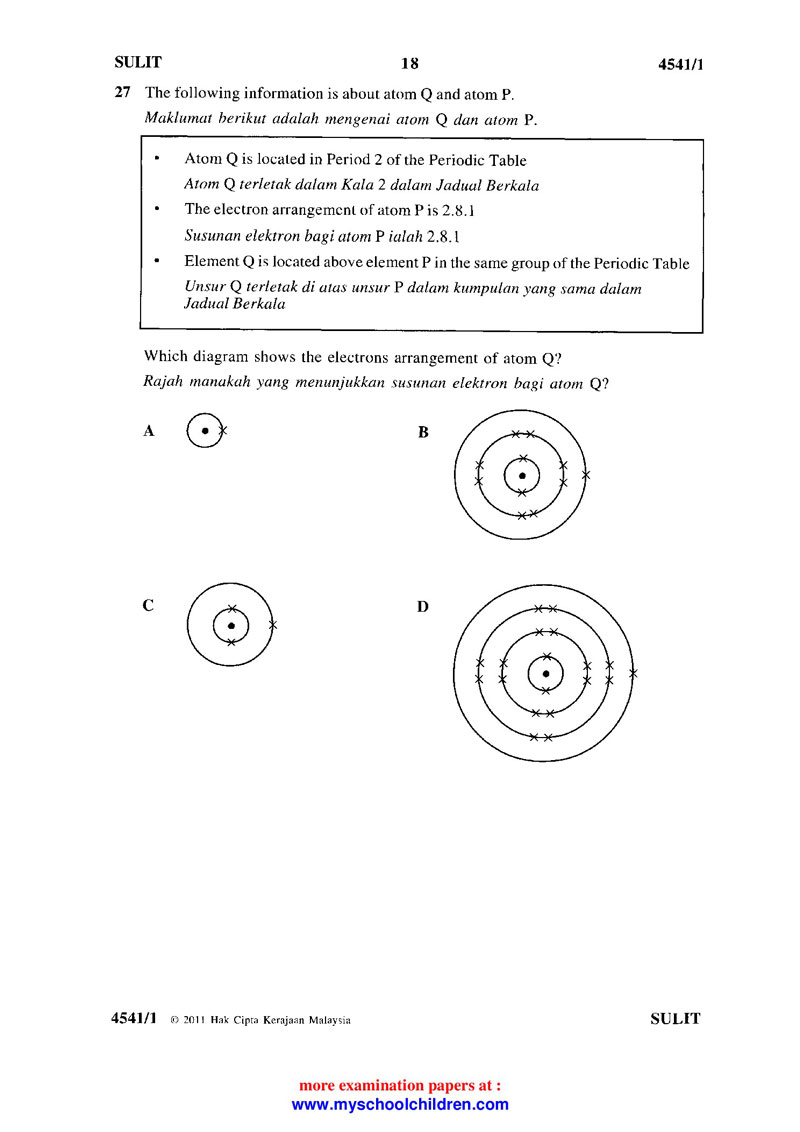 SULIT 18 4541/1
27 The following information is about atom Q and atom P.
Maklumat berikut adalah mengenai atom Q dan atom P.
• Atom Q is located in Period 2 of the Periodic Table
Atom Q terletak dalam Kala 2 dalam Jadual Berkala
• The electron arrangement of atom P is 2.8.1
Susunan elektron bagi atom P ialah 2.8.1
• Element Q is located above element P in the same group of the Periodic Table
Unsur Q terletak di atas unsur P dalam kumpulan yang sama dalam
Jadual Berkala
Which diagram shows the electrons arrangement of atom Q?
Rajah manakah yang menunjukkan susunan elektron bagi atom Q?
A B
C D
4541/1 © 2011 Hak Cipta Kerajaan Malaysia SULIT
more examination papers at :
www.myschoolchildren.com